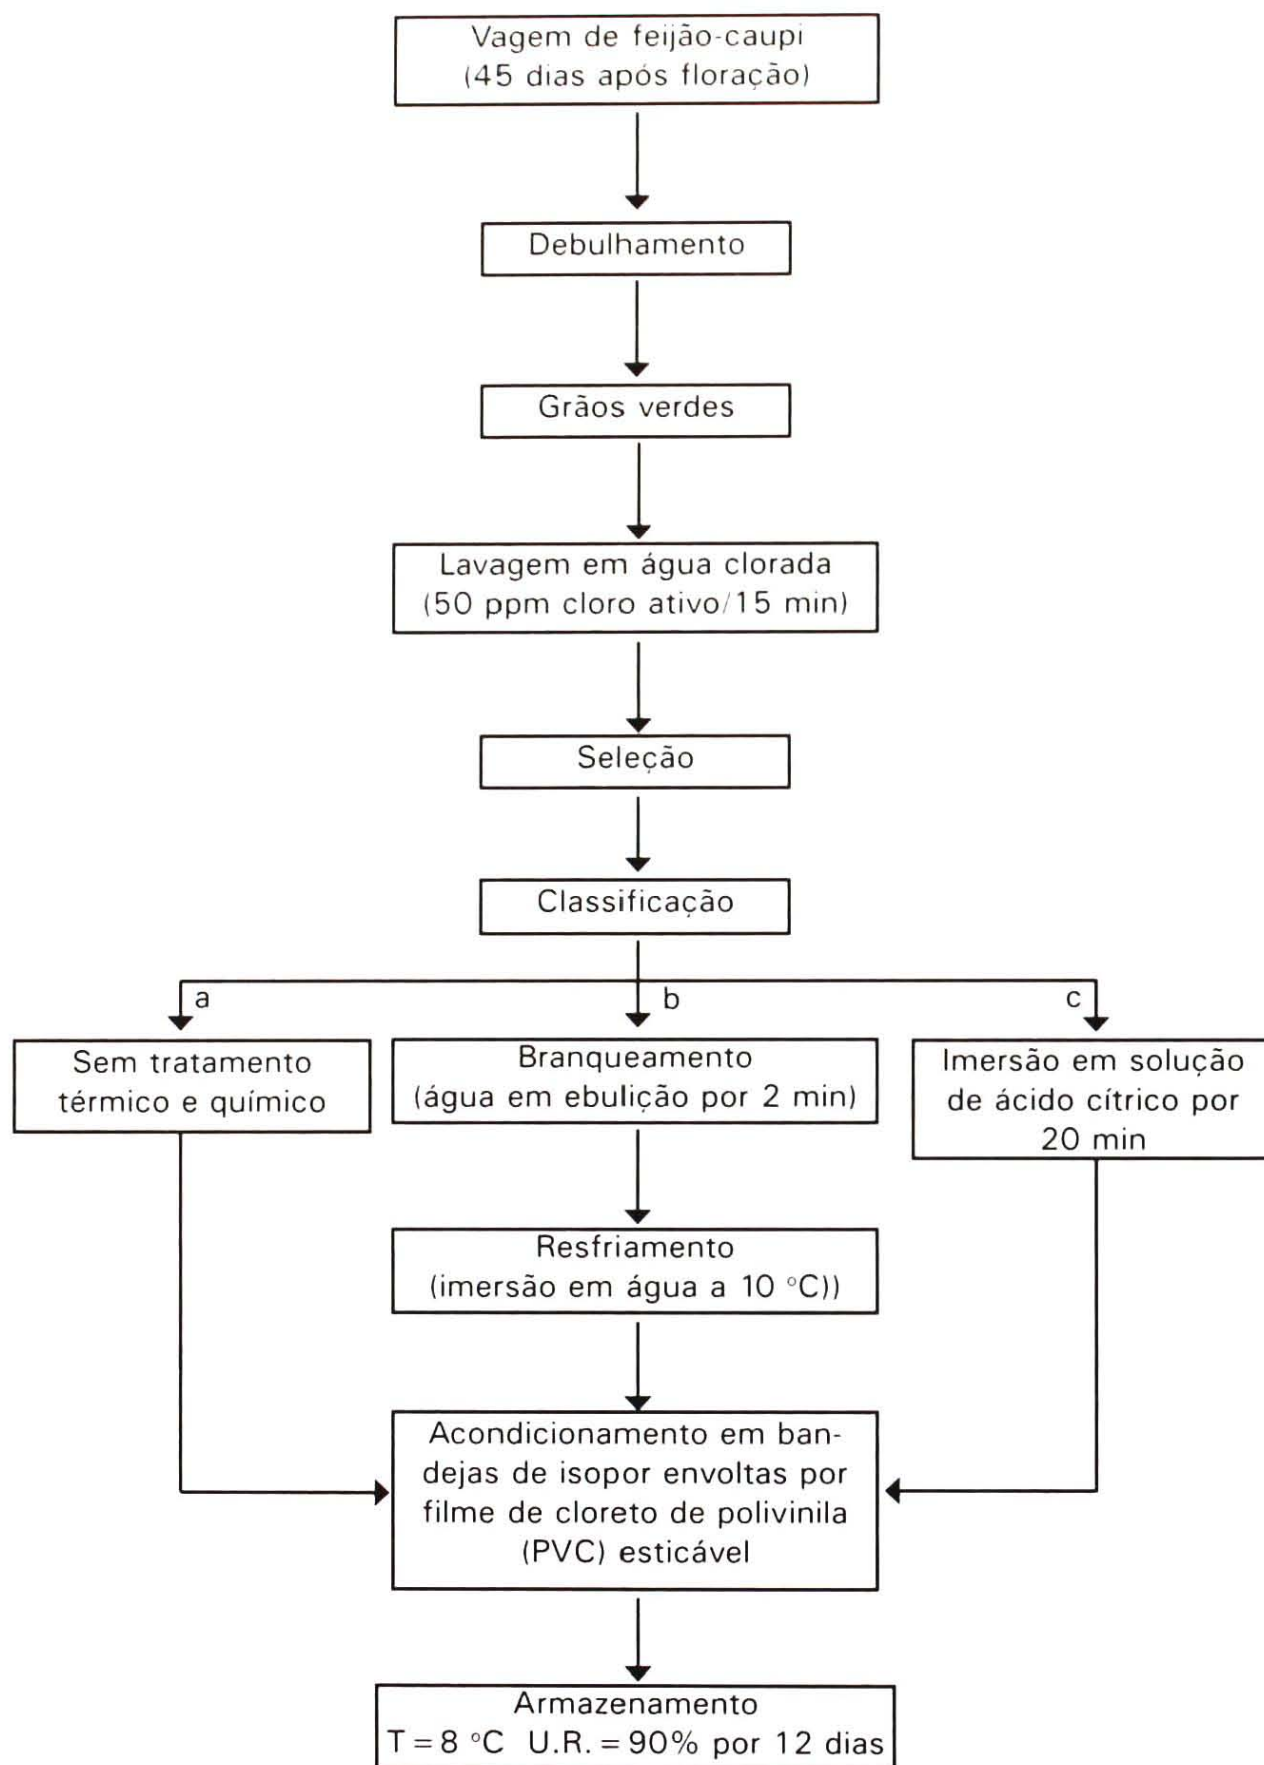 Vagem de feijão-caupi
(45 dias após floração)
Debulhamento
Grãos verdes
Lavagem em água clorada
(50 ppm cloro ativo/15 min)
Seleção
Classificação
a
b
c
Sem tratamento
térmico e químico
Branqueamento
(água em ebulição por 2 min)
Imersão em solução
de ácido cítrico por
20 min
Resfriamento
(imersão em água a 10 °C))
Acondicionamento em ban-
dejas de isopor envoltas por
filme de cloreto de polivinila
(PVC) esticável
Armazenamento
T = 8 °C U.R. = 90% por 12 dias